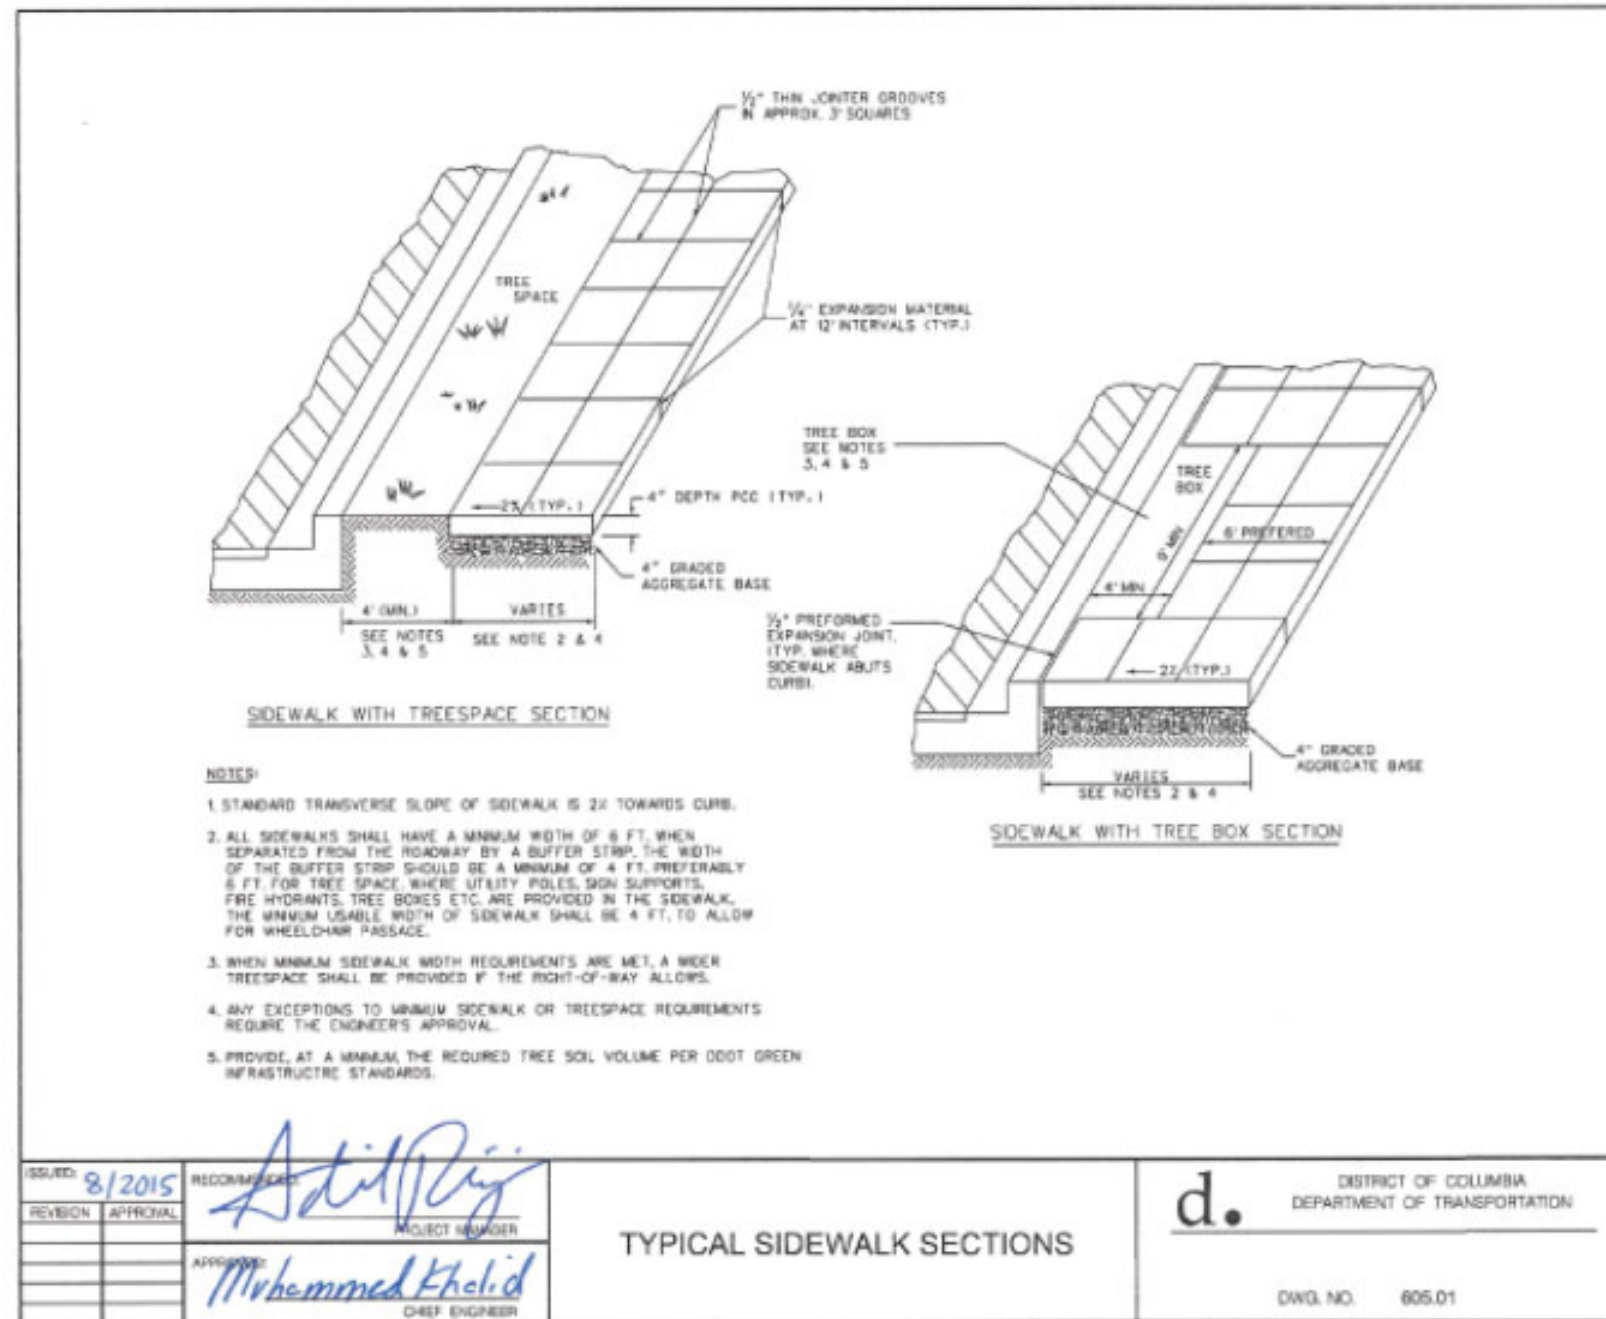 1/2" THIN JOINTER GROOVES
IN APPROX. 3' SQUARES
TREE
SPACE
1/4" EXPANSION MATERIAL
AT 12' INTERVALS (TYP.)
2% (TYP.)
4" DEPTH PCC (TYP.)
4" GRADED
AGGREGATE BASE
4' (MIN.)
SEE NOTES
3, 4 & 5
VARIES
SEE NOTE 2 & 4
SIDEWALK WITH TREESPACE SECTION
TREE BOX
SEE NOTES
3, 4 & 5
TREE
BOX
9' MIN
6' PREFERED
4' MIN
1/2" PREFORMED
EXPANSION JOINT.
(TYP. WHERE
SIDEWALK ABUTS
CURB).
2% (TYP.)
4" GRADED
AGGREGATE BASE
VARIES
SEE NOTES 2 & 4
SIDEWALK WITH TREE BOX SECTION
NOTES:
1. STANDARD TRANSVERSE SLOPE OF SIDEWALK IS 2% TOWARDS CURB.
2. ALL SIDEWALKS SHALL HAVE A MINIMUM WIDTH OF 6 FT. WHEN
SEPARATED FROM THE ROADWAY BY A BUFFER STRIP. THE WIDTH
OF THE BUFFER STRIP SHOULD BE A MINIMUM OF 4 FT. PREFERABLY
6 FT. FOR TREE SPACE. WHERE UTILITY POLES, SIGN SUPPORTS,
FIRE HYDRANTS, TREE BOXES ETC. ARE PROVIDED IN THE SIDEWALK,
THE MINIMUM USABLE WIDTH OF SIDEWALK SHALL BE 4 FT. TO ALLOW
FOR WHEELCHAIR PASSAGE.
3. WHEN MINIMUM SIDEWALK WIDTH REQUIREMENTS ARE MET, A WIDER
TREESPACE SHALL BE PROVIDED IF THE RIGHT-OF-WAY ALLOWS.
4. ANY EXCEPTIONS TO MINIMUM SIDEWALK OR TREESPACE REQUIREMENTS
REQUIRE THE ENGINEER'S APPROVAL.
5. PROVIDE, AT A MINIMUM, THE REQUIRED TREE SOIL VOLUME PER DDOT GREEN
INFRASTRUCTRE STANDARDS.
ISSUED: 8/2015
REVISION APPROVAL
RECOMMENDED:
PROJECT MANAGER
APPROVED:
Muhammed Khalid
CHIEF ENGINEER
TYPICAL SIDEWALK SECTIONS
d.
DISTRICT OF COLUMBIA
DEPARTMENT OF TRANSPORTATION
DWG. NO. 605.01